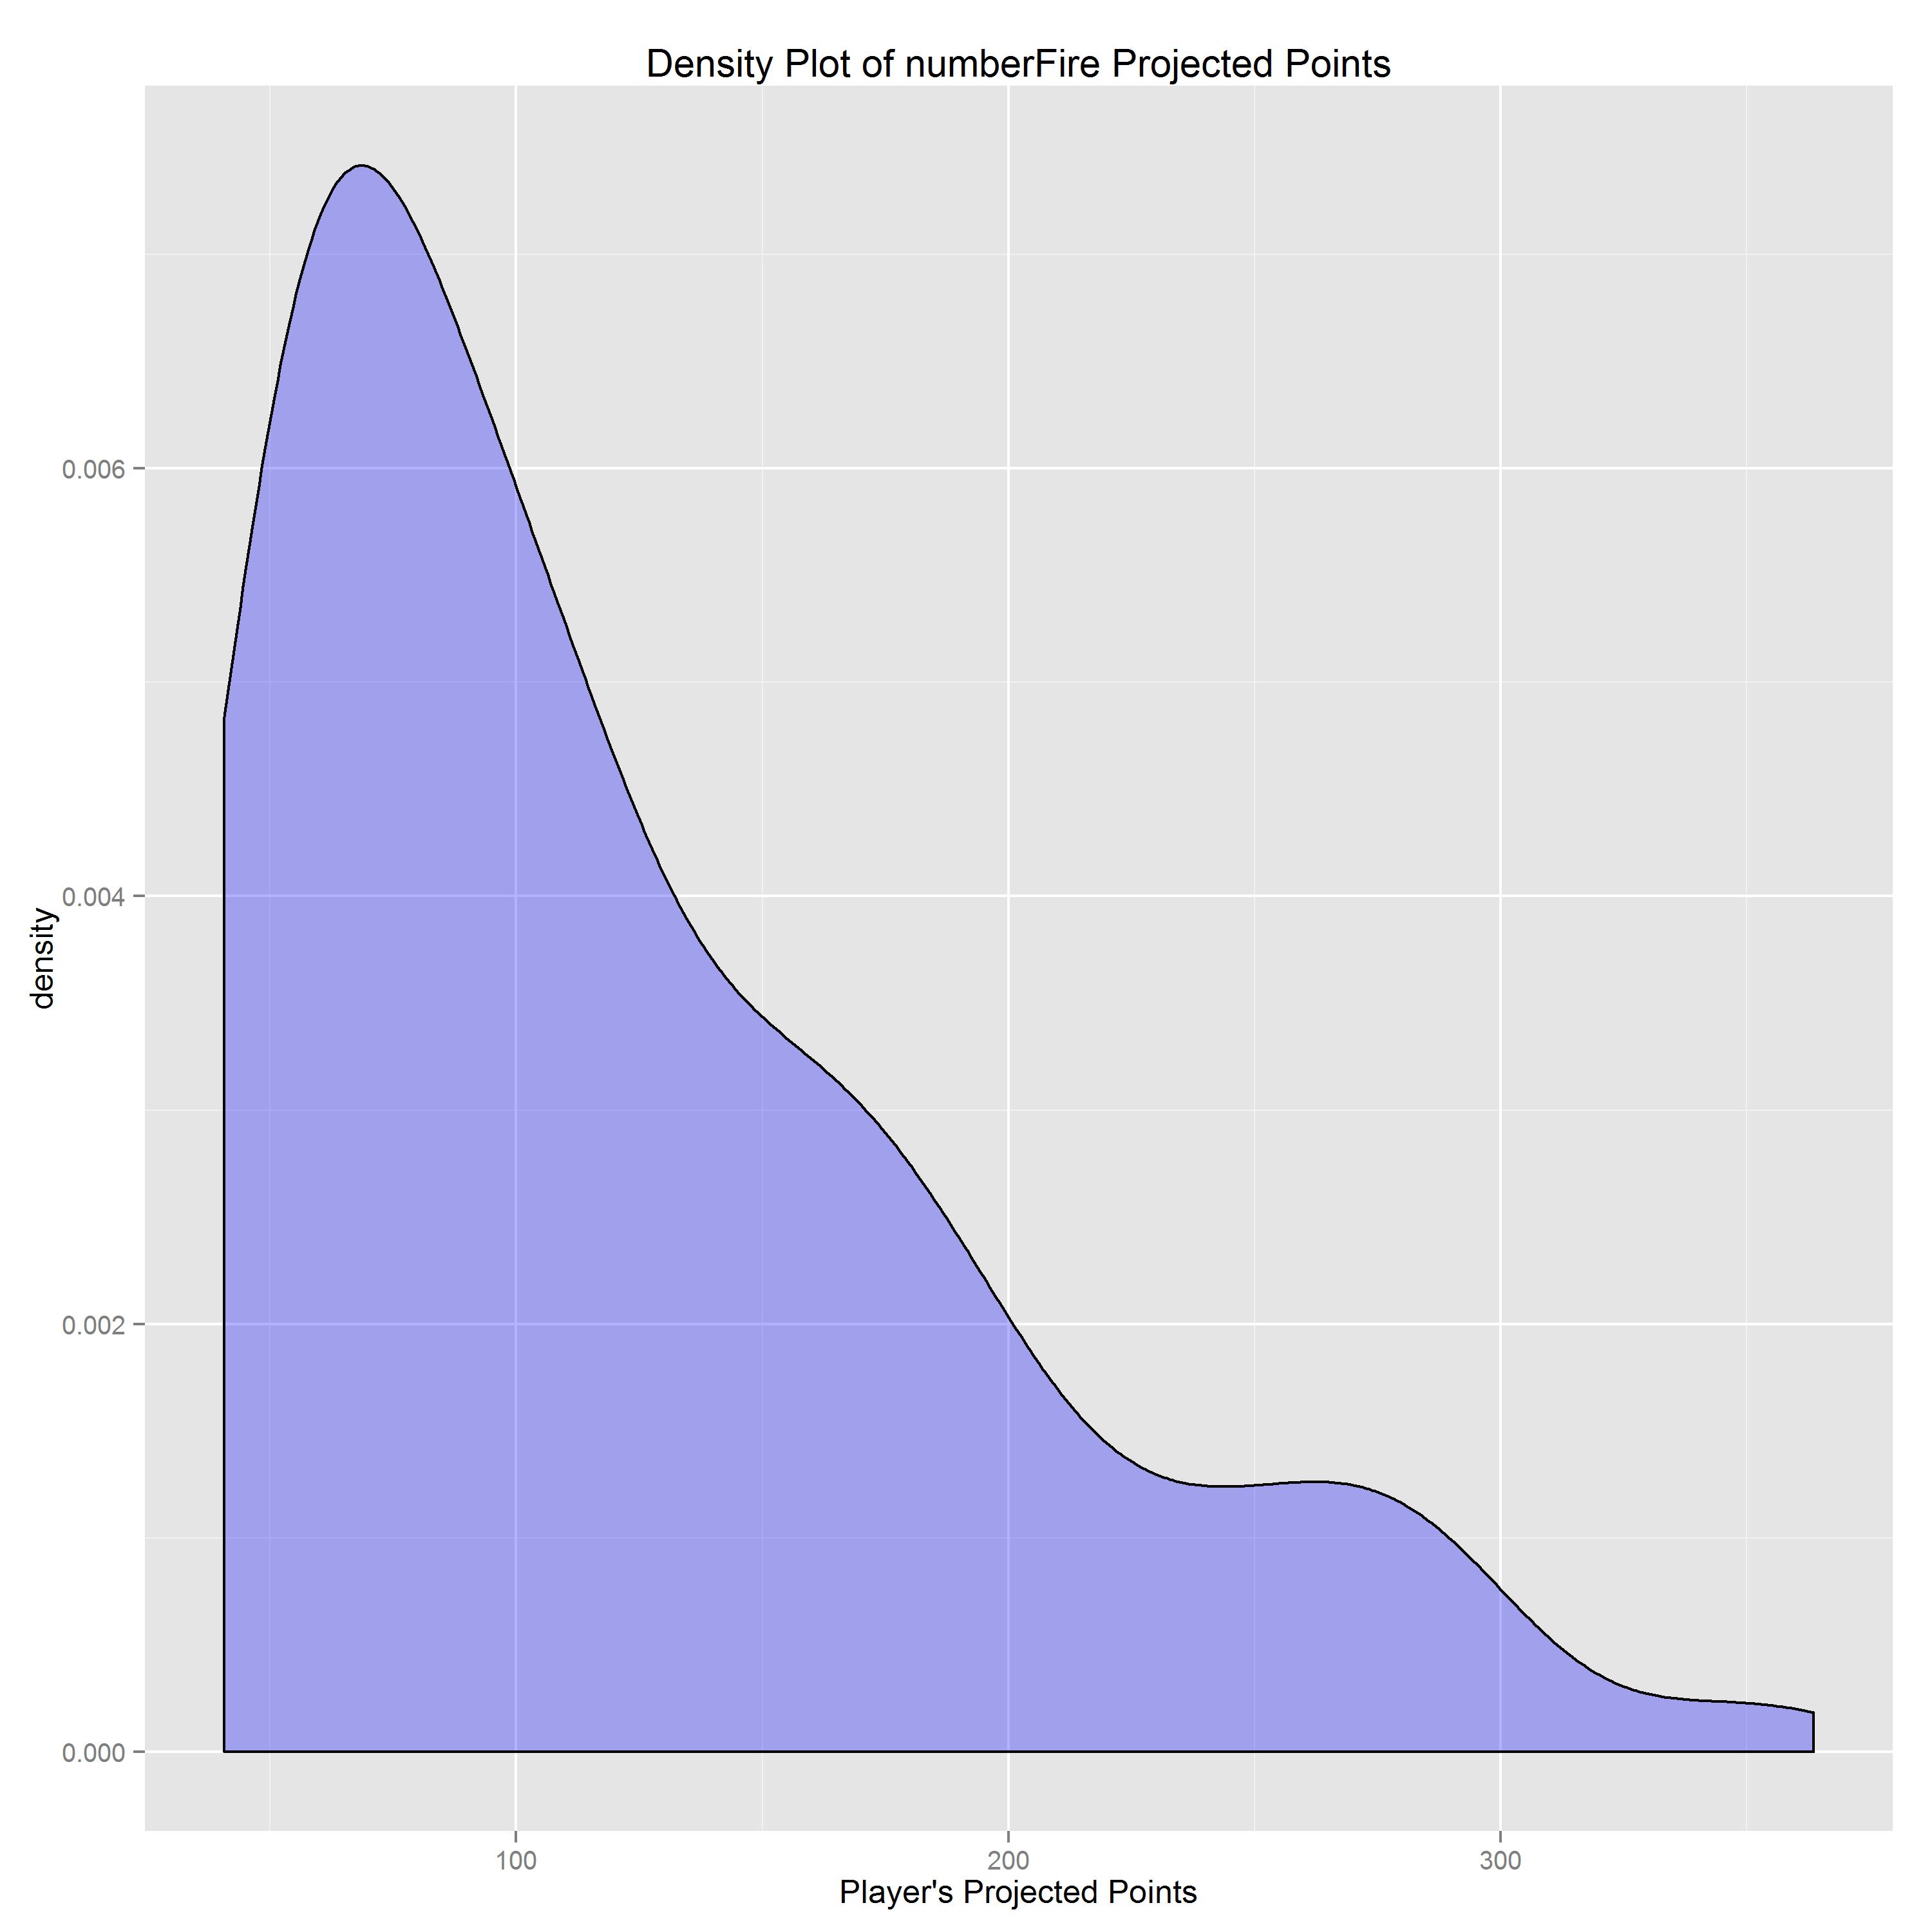 Density Plot of numberFire Projected Points
density
0.006
0.004
0.002
0.000
100 200 300
Player's Projected Points